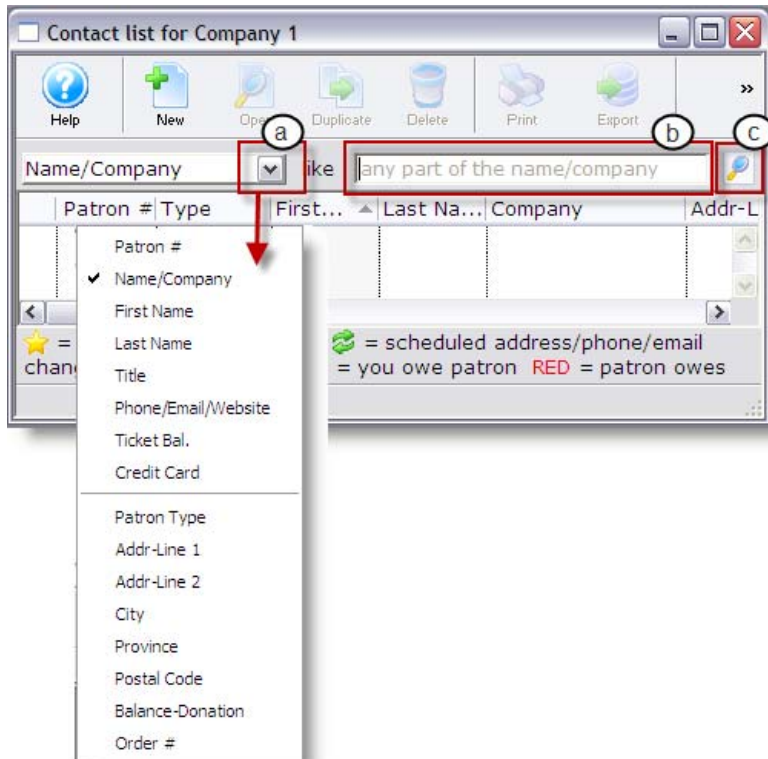 Contact list for Company 1
Help New Open Duplicate Delete Print Export »
a b c
Name/Company like any part of the name/company
Patron # Type First... Last Na... Company Addr-L
Patron #
Name/Company
First Name
Last Name
Title
Phone/Email/Website
Ticket Bal.
Credit Card
Patron Type
Addr-Line 1
Addr-Line 2
City
Province
Postal Code
Balance-Donation
Order #
= = scheduled address/phone/email
= you owe patron RED = patron owes